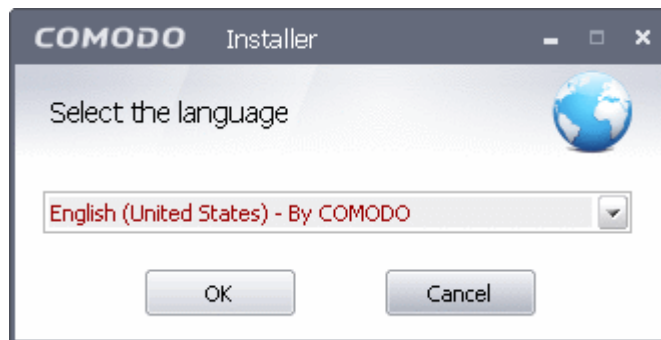 COMODO Installer
Select the language
English (United States) - By COMODO
OK Cancel